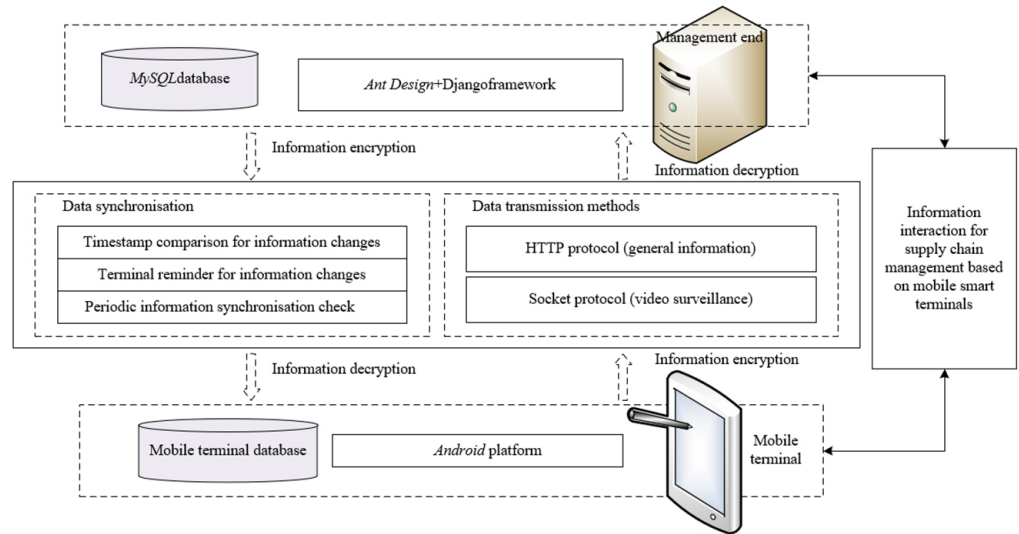 Management end
MySQLdatabase
Ant Design+Djangoframework
Information encryption
Information decryption
Data synchronisation
Timestamp comparison for information changes
Terminal reminder for information changes
Periodic information synchronisation check
Data transmission methods
HTTP protocol (general information)
Socket protocol (video surveillance)
Information
interaction for
supply chain
management based
on mobile smart
terminals
Information decryption
Information encryption
Mobile terminal database
Android platform
Mobile
terminal